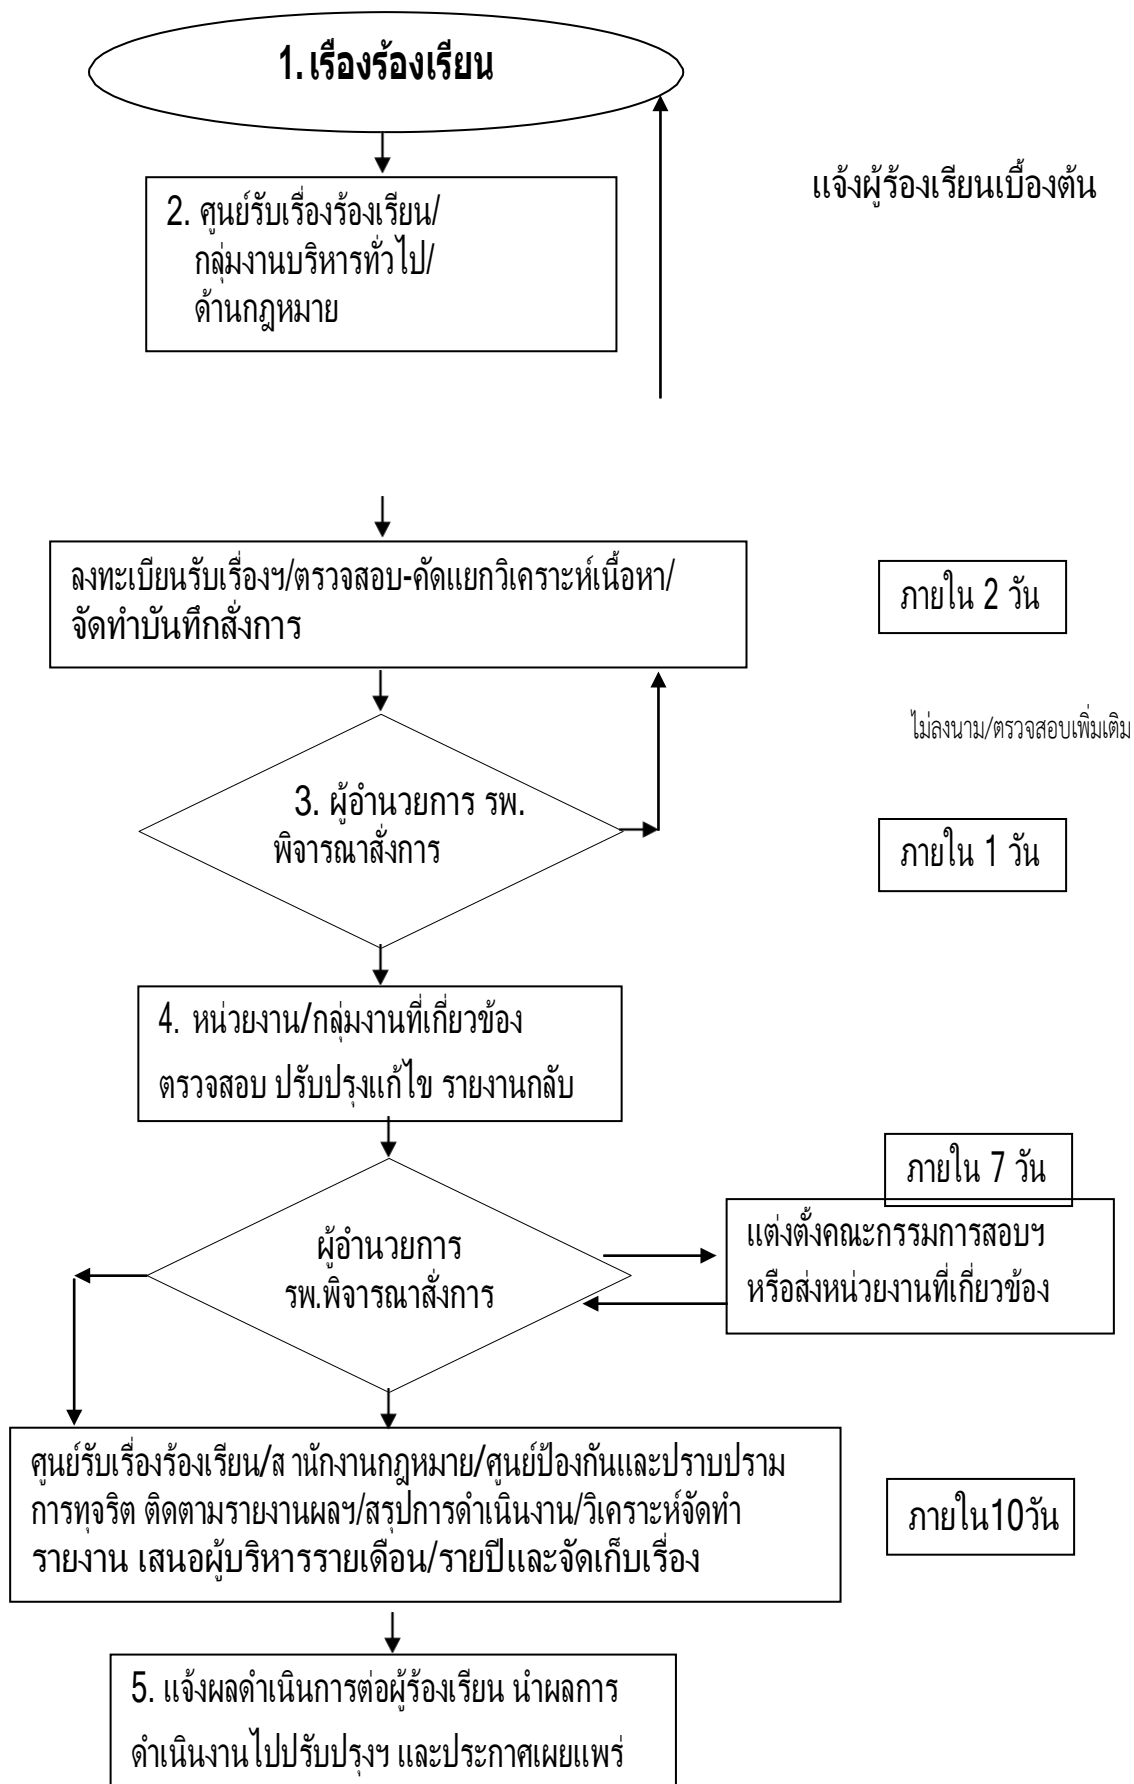 1. เรื่องร้องเรียน
แจ้งผู้ร้องเรียนเบื้องต้น
2. ศูนย์รับเรื่องร้องเรียน/
กลุ่มงานบริหารทั่วไป/
ด้านกฎหมาย
ลงทะเบียนรับเรื่องฯ/ตรวจสอบ-คัดแยกวิเคราะห์เนื้อหา/
จัดทำบันทึกสั่งการ
ภายใน 2 วัน
ไม่ลงนาม/ตรวจสอบเพิ่มเติม
3. ผู้อำนวยการ รพ.
พิจารณาสั่งการ
ภายใน 1 วัน
4. หน่วยงาน/กลุ่มงานที่เกี่ยวข้อง
ตรวจสอบ ปรับปรุงแก้ไข รายงานกลับ
ภายใน 7 วัน
ผู้อำนวยการ
รพ.พิจารณาสั่งการ
แต่งตั้งคณะกรรมการสอบฯ
หรือส่งหน่วยงานที่เกี่ยวข้อง
ศูนย์รับเรื่องร้องเรียน/ส านักงานกฎหมาย/ศูนย์ป้องกันและปราบปราม
การทุจริต ติดตามรายงานผลฯ/สรุปการดำเนินงาน/วิเคราะห์จัดทำ
รายงาน เสนอผู้บริหารรายเดือน/รายปีและจัดเก็บเรื่อง
ภายใน10วัน
5. แจ้งผลดำเนินการต่อผู้ร้องเรียน นำผลการ
ดำเนินงานไปปรับปรุงฯ และประกาศเผยแพร่